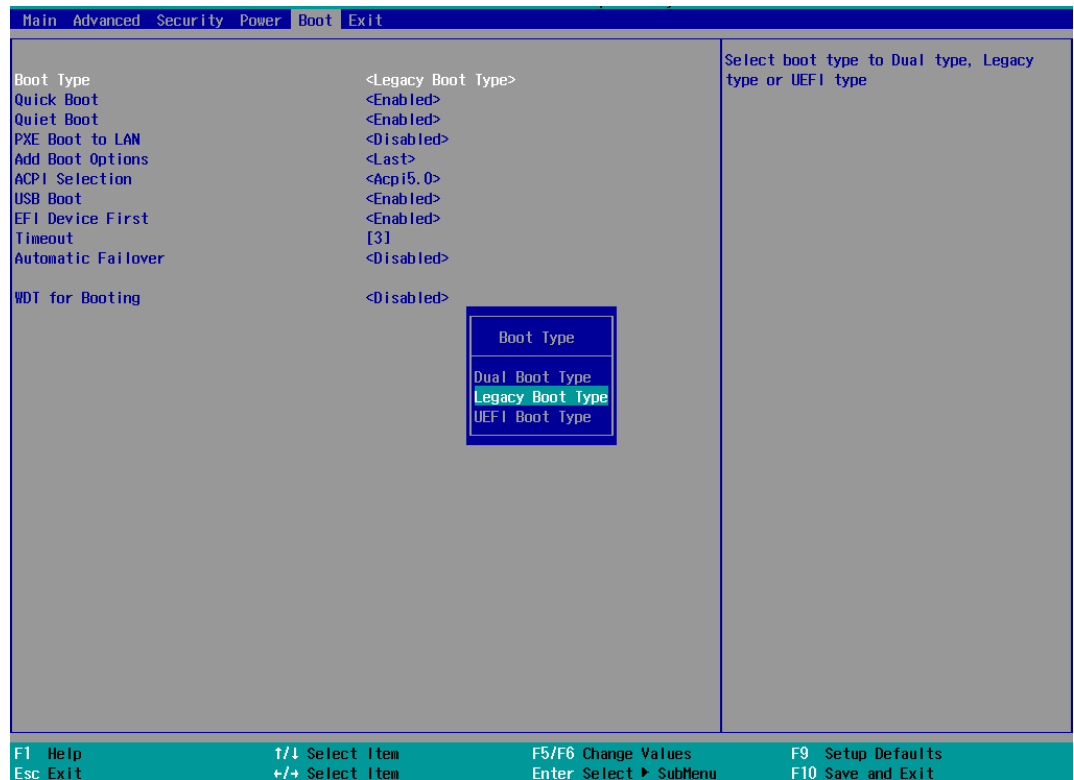 Main Advanced Security Power Boot Exit
Select boot type to Dual type, Legacy
type or UEFI type
Boot Type <Legacy Boot Type>
Quick Boot <Enabled>
Quiet Boot <Enabled>
PXE Boot to LAN <Disabled>
Add Boot Options <Last>
ACPI Selection <Acpi5.0>
USB Boot <Enabled>
EFI Device First <Enabled>
Timeout [3]
Automatic Failover <Disabled>
WDT for Booting <Disabled>
Boot Type
Dual Boot Type
Legacy Boot Type
UEFI Boot Type
F1 Help ↑/↓ Select Item F5/F6 Change Values F9 Setup Defaults
Esc Exit ←/→ Select Item Enter Select ▶ SubMenu F10 Save and Exit